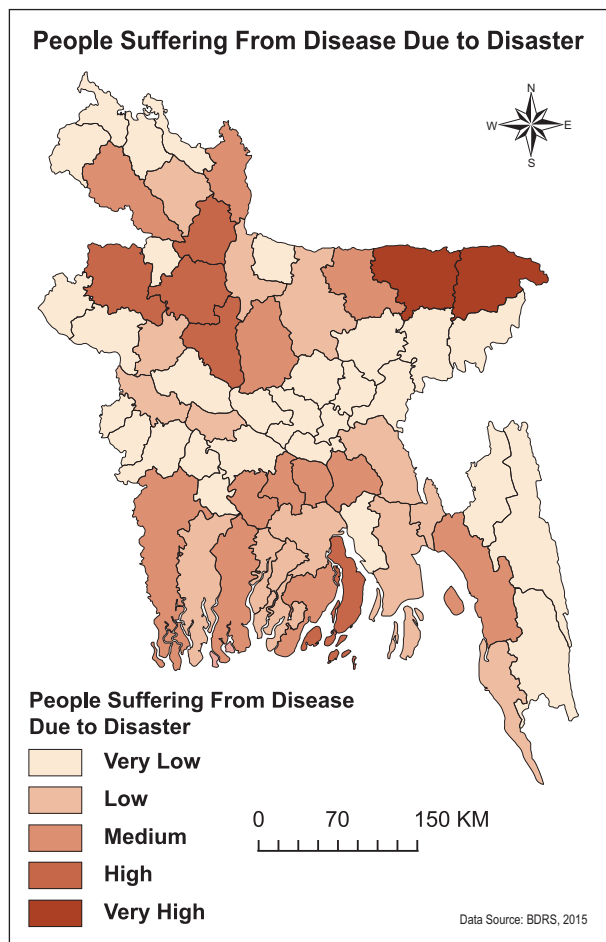 People Suffering From Disease Due to Disaster
N
W E
S
People Suffering From Disease
Due to Disaster
Very Low
Low
Medium
High
Very High
0 70 150 KM
Data Source: BDRS, 2015